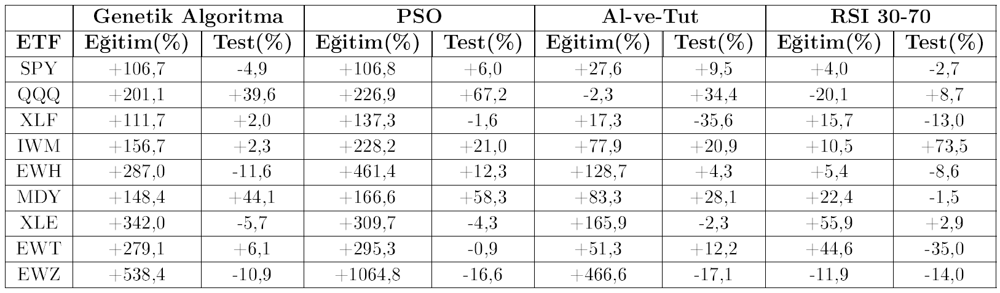 Genetik Algoritma PSO Al-ve-Tut RSI 30-70
ETF Eğitim(%) Test(%) Eğitim(%) Test(%) Eğitim(%) Test(%) Eğitim(%) Test(%)
SPY +106,7 -4,9 +106,8 +6,0 +27,6 +9,5 +4,0 -2,7
QQQ +201,1 +39,6 +226,9 +67,2 -2,3 +34,4 -20,1 +8,7
XLF +111,7 +2,0 +137,3 -1,6 +17,3 -35,6 +15,7 -13,0
IWM +156,7 +2,3 +228,2 +21,0 +77,9 +20,9 +10,5 +73,5
EWH +287,0 -11,6 +461,4 +12,3 +128,7 +4,3 +5,4 -8,6
MDY +148,4 +44,1 +166,6 +58,3 +83,3 +28,1 +22,4 -1,5
XLE +342,0 -5,7 +309,7 -4,3 +165,9 -2,3 +55,9 +2,9
EWT +279,1 +6,1 +295,3 -0,9 +51,3 +12,2 +44,6 -35,0
EWZ +538,4 -10,9 +1064,8 -16,6 +466,6 -17,1 -11,9 -14,0